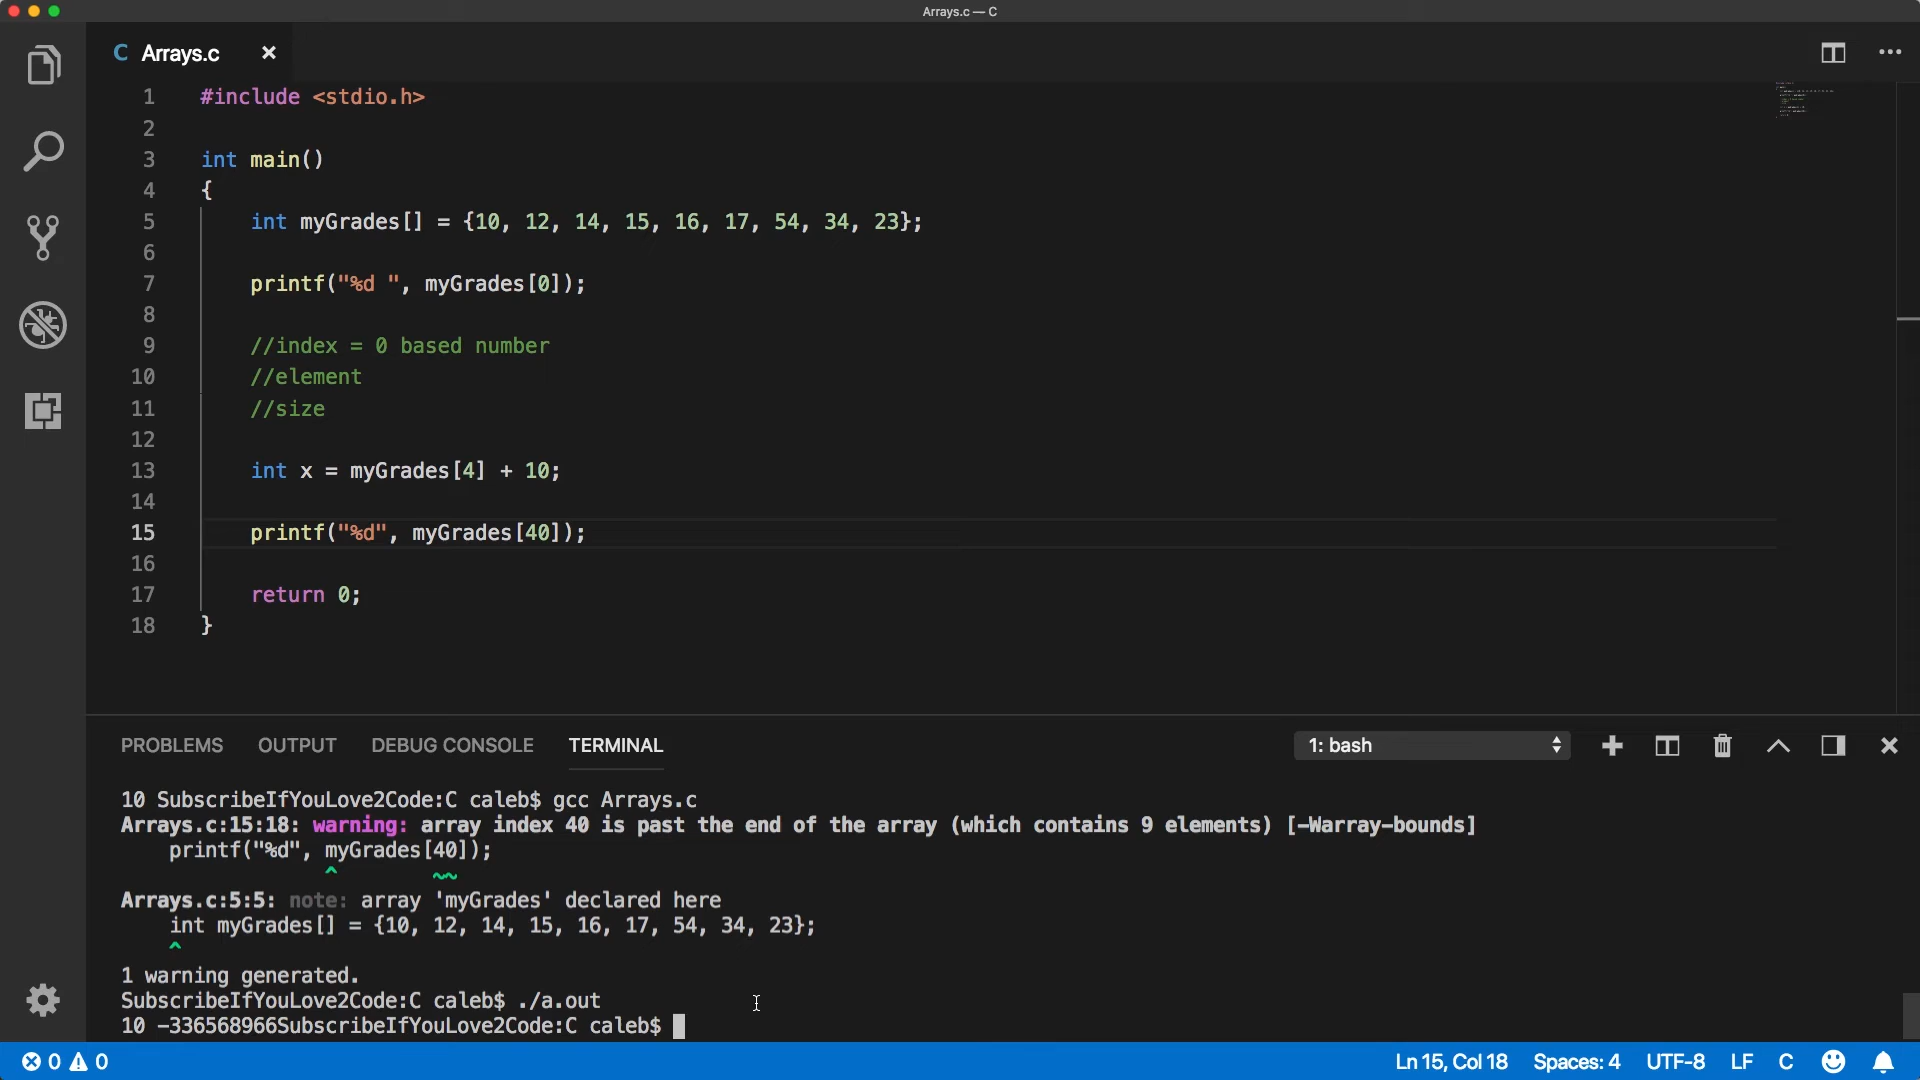 Arrays.c — C
C Arrays.c
1 #include <stdio.h>
2
3 int main()
4 {
5 int myGrades[] = {10, 12, 14, 15, 16, 17, 54, 34, 23};
6
7 printf("%d ", myGrades[0]);
8
9 //index = 0 based number
10 //element
11 //size
12
13 int x = myGrades[4] + 10;
14
15 printf("%d", myGrades[40]);
16
17 return 0;
18 }
PROBLEMS OUTPUT DEBUG CONSOLE TERMINAL 1: bash
10 SubscribeIfYouLove2Code:C caleb$ gcc Arrays.c
Arrays.c:15:18: warning: array index 40 is past the end of the array (which contains 9 elements) [-Warray-bounds]
printf("%d", myGrades[40]);
^ ~~
Arrays.c:5:5: note: array 'myGrades' declared here
int myGrades[] = {10, 12, 14, 15, 16, 17, 54, 34, 23};
^
1 warning generated.
SubscribeIfYouLove2Code:C caleb$ ./a.out
10 -336568966SubscribeIfYouLove2Code:C caleb$
0 0 Ln 15, Col 18 Spaces: 4 UTF-8 LF C